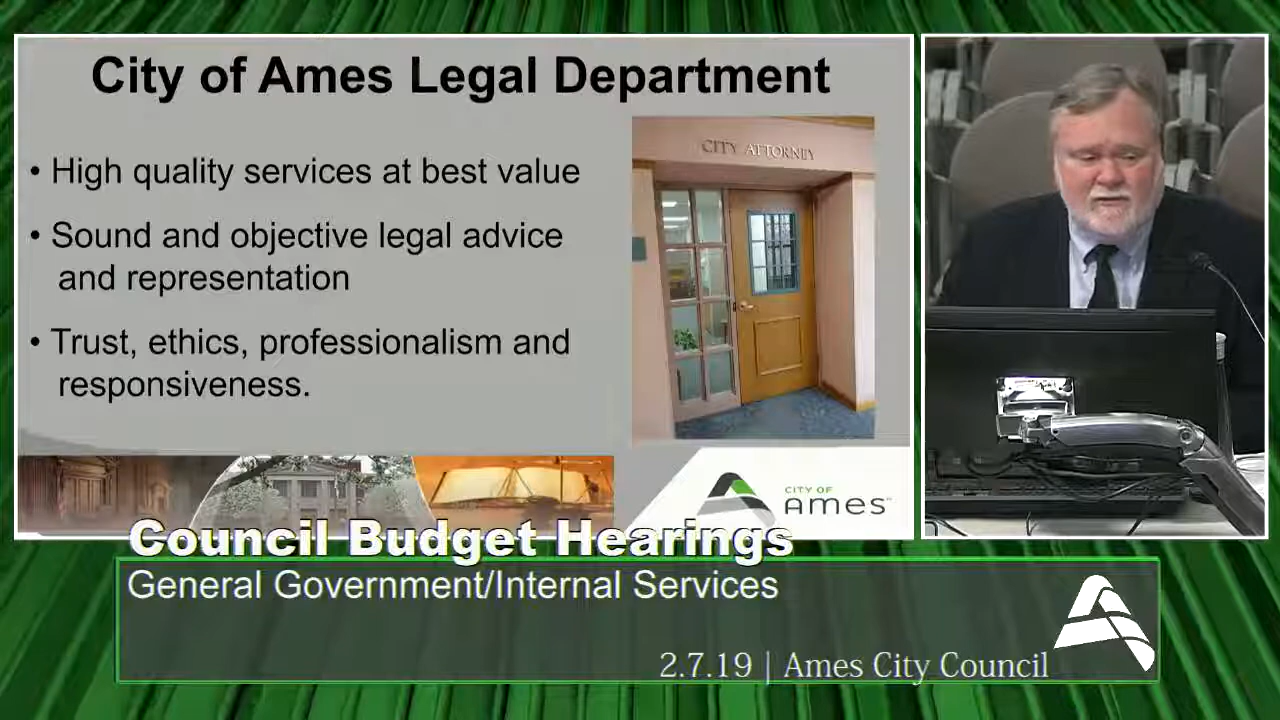 City of Ames Legal Department
• High quality services at best value
• Sound and objective legal advice
and representation
• Trust, ethics, professionalism and
responsiveness.
CITY ATTORNEY
CITY OF
AMES™
Council Budget Hearings
General Government/Internal Services
2.7.19 | Ames City Council